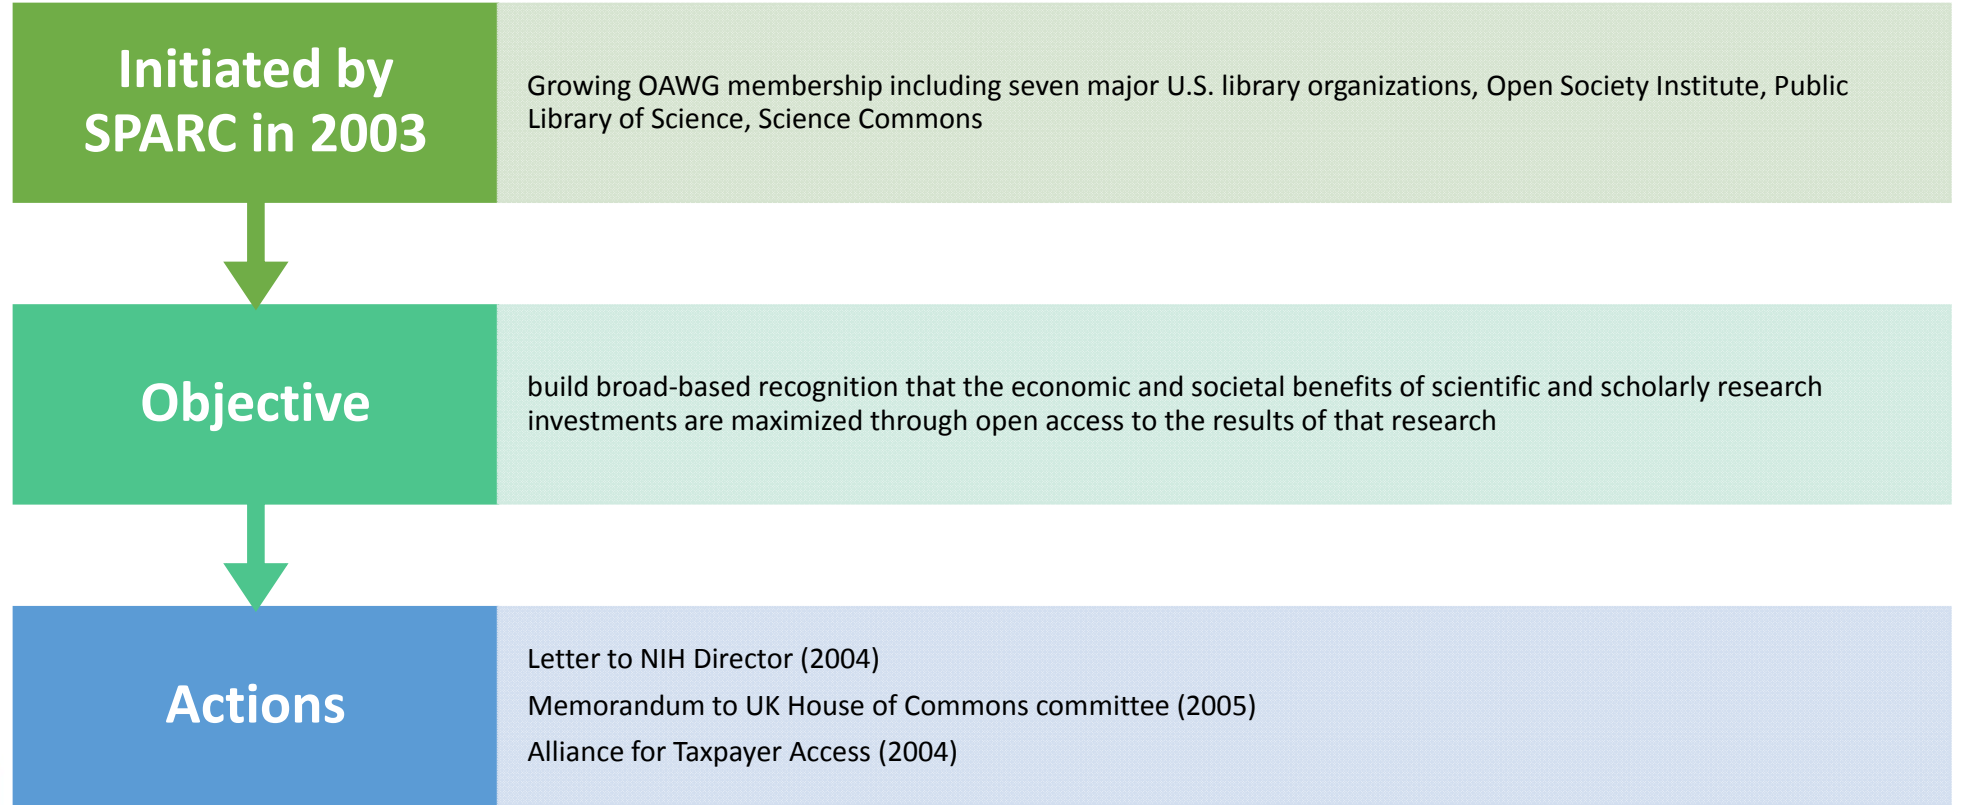 Initiated by
SPARC in 2003
Growing OAWG membership including seven major U.S. library organizations, Open Society Institute, Public
Library of Science, Science Commons
Objective
build broad-based recognition that the economic and societal benefits of scientific and scholarly research
investments are maximized through open access to the results of that research
Actions
Letter to NIH Director (2004)
Memorandum to UK House of Commons committee (2005)
Alliance for Taxpayer Access (2004)